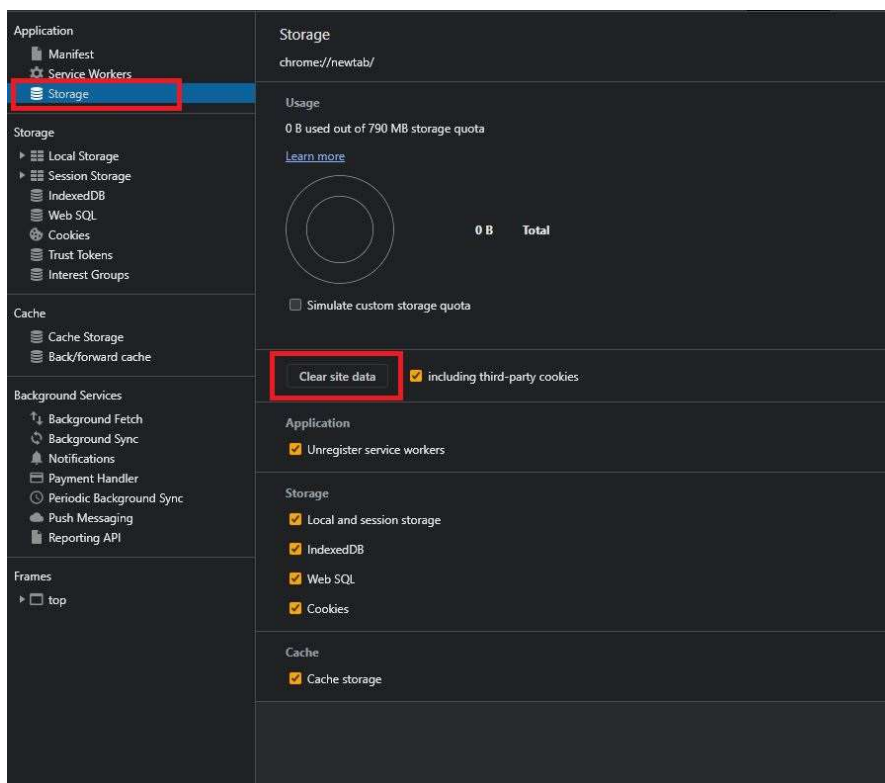 Application
Manifest
Service Workers
Storage
Storage
Local Storage
Session Storage
IndexedDB
Web SQL
Cookies
Trust Tokens
Interest Groups
Cache
Cache Storage
Back/forward cache
Background Services
Background Fetch
Background Sync
Notifications
Payment Handler
Periodic Background Sync
Push Messaging
Reporting API
Frames
top
Storage
chrome://newtab/
Usage
0 B used out of 790 MB storage quota
Learn more
0 B Total
Simulate custom storage quota
Clear site data including third-party cookies
Application
Unregister service workers
Storage
Local and session storage
IndexedDB
Web SQL
Cookies
Cache
Cache storage